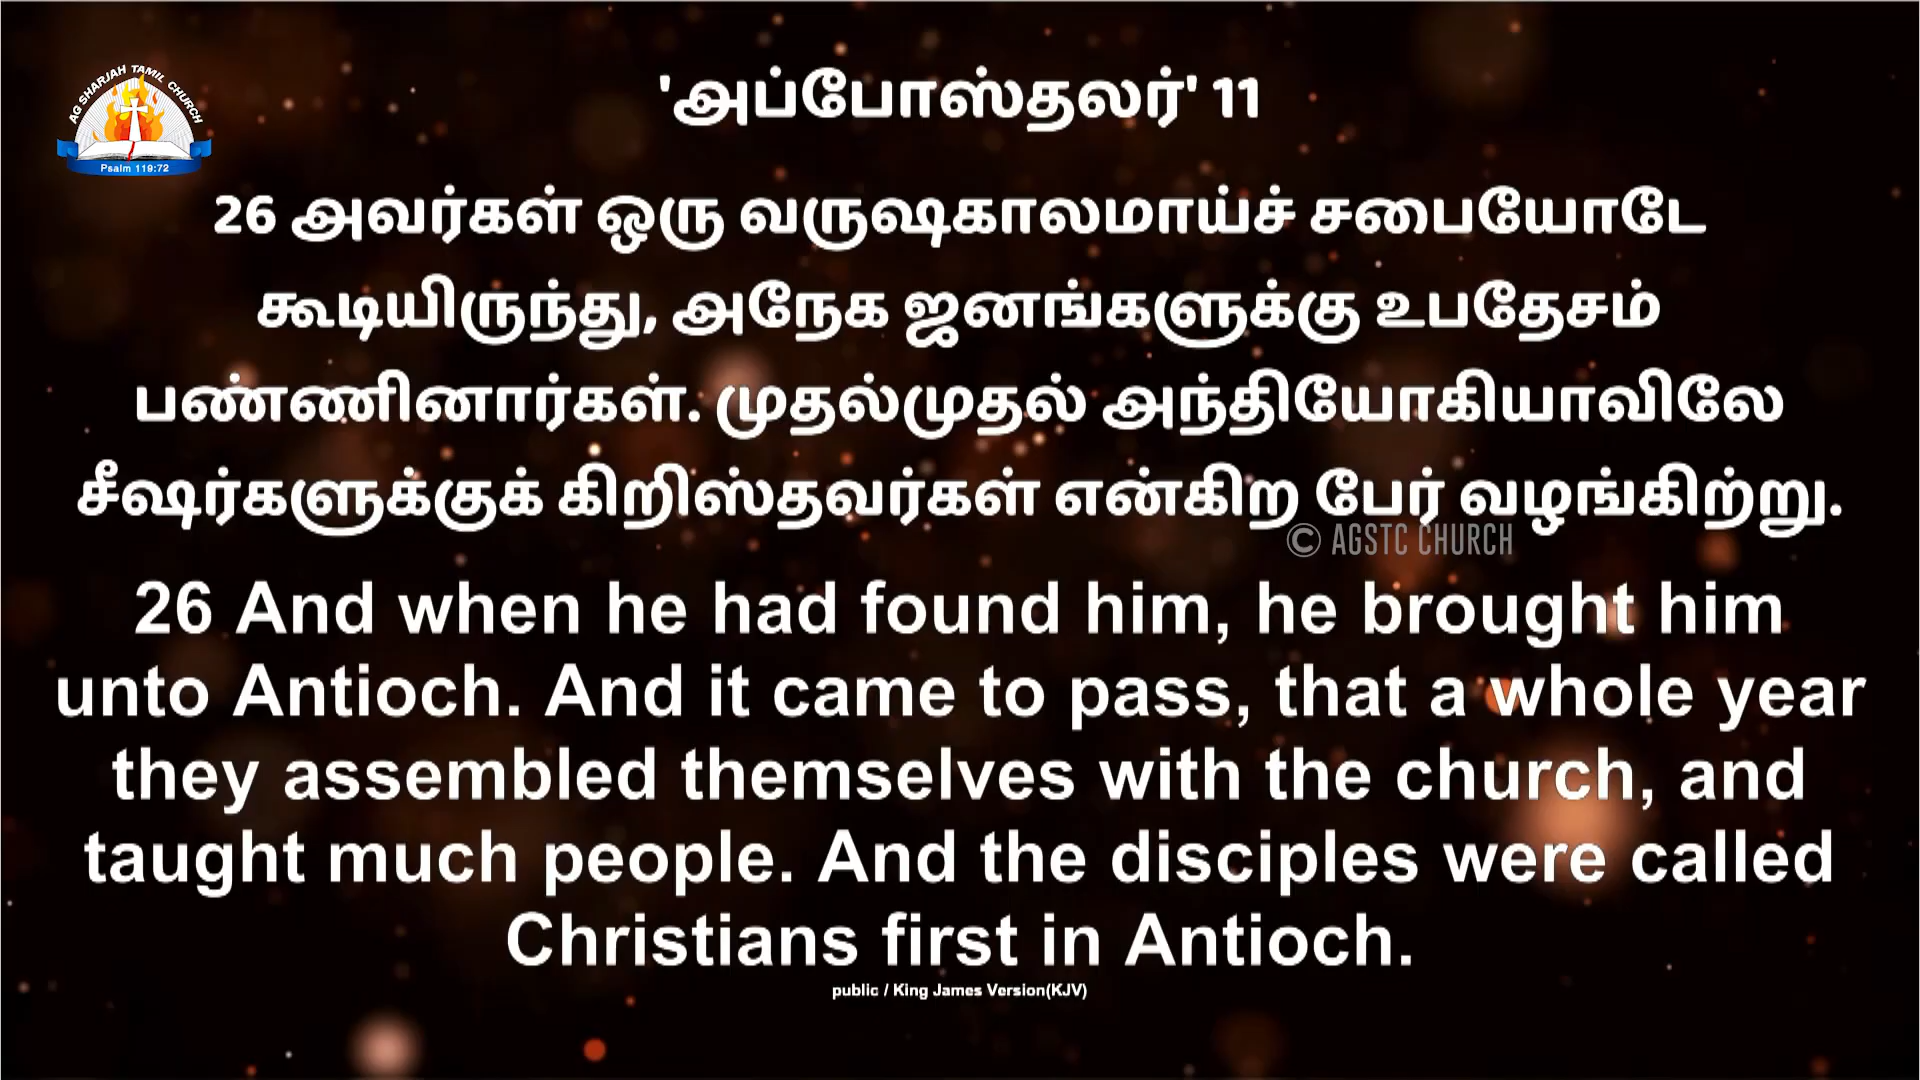 AG SHARJAH TAMIL CHURCH
Psalm 119:72
'அப்போஸ்தலர்' 11
26 அவர்கள் ஒரு வருஷகாலமாய்ச் சபையோடே
கூடியிருந்து, அநேக ஜனங்களுக்கு உபதேசம்
பண்ணினார்கள். முதல்முதல் அந்தியோகியாவிலே
சீஷர்களுக்குக் கிறிஸ்தவர்கள் என்கிற பேர் வழங்கிற்று.
© AGSTC CHURCH
26 And when he had found him, he brought him
unto Antioch. And it came to pass, that a whole year
they assembled themselves with the church, and
taught much people. And the disciples were called
Christians first in Antioch.
public / King James Version(KJV)